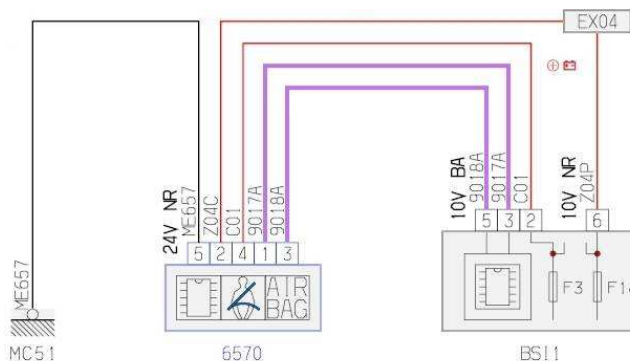 EX04
24V NR
ME657
Z04C
C01
9017A
9018A
10V BA
9018A
9017A
C01
10V NR
Z04P
5 2 4 1 3
5 3 2 6
ME657
AIR
BAG
F3
MC51
6570
BSI1